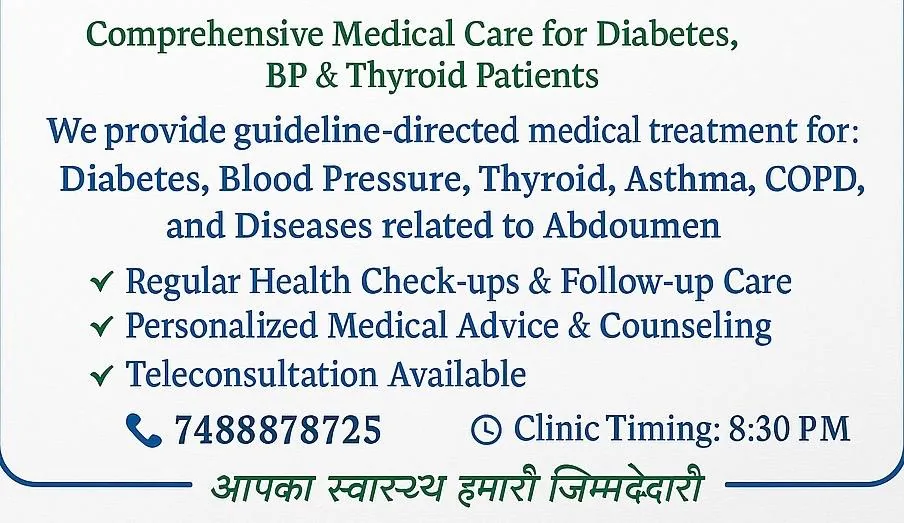 Comprehensive Medical Care for Diabetes,
BP & Thyroid Patients
We provide guideline-directed medical treatment for:
Diabetes, Blood Pressure, Thyroid, Asthma, COPD,
and Diseases related to Abdoumen
✓ Regular Health Check-ups & Follow-up Care
✓ Personalized Medical Advice & Counseling
✓ Teleconsultation Available
7488878725 Clinic Timing: 8:30 PM
आपका स्वास्थ्य हमारी जिम्मदेदारी